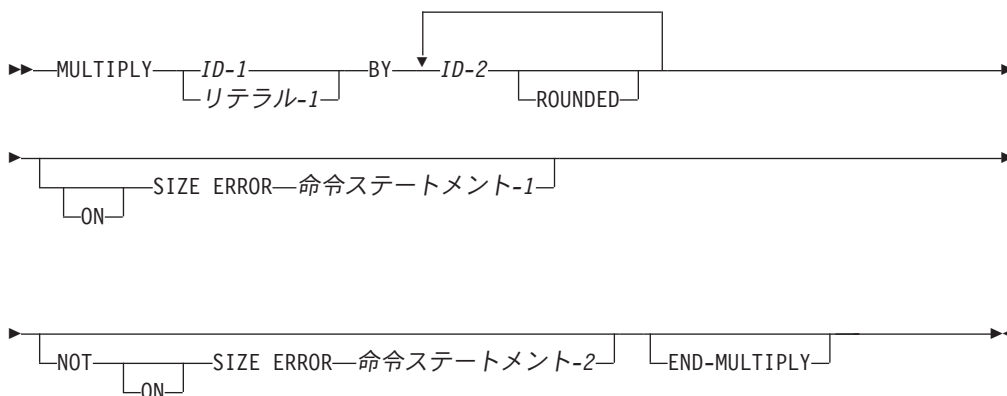 MULTIPLY ID-1 BY ID-2
リテラル-1 ROUNDED
SIZE ERROR 命令ステートメント-1
ON
NOT SIZE ERROR 命令ステートメント-2 END-MULTIPLY
ON